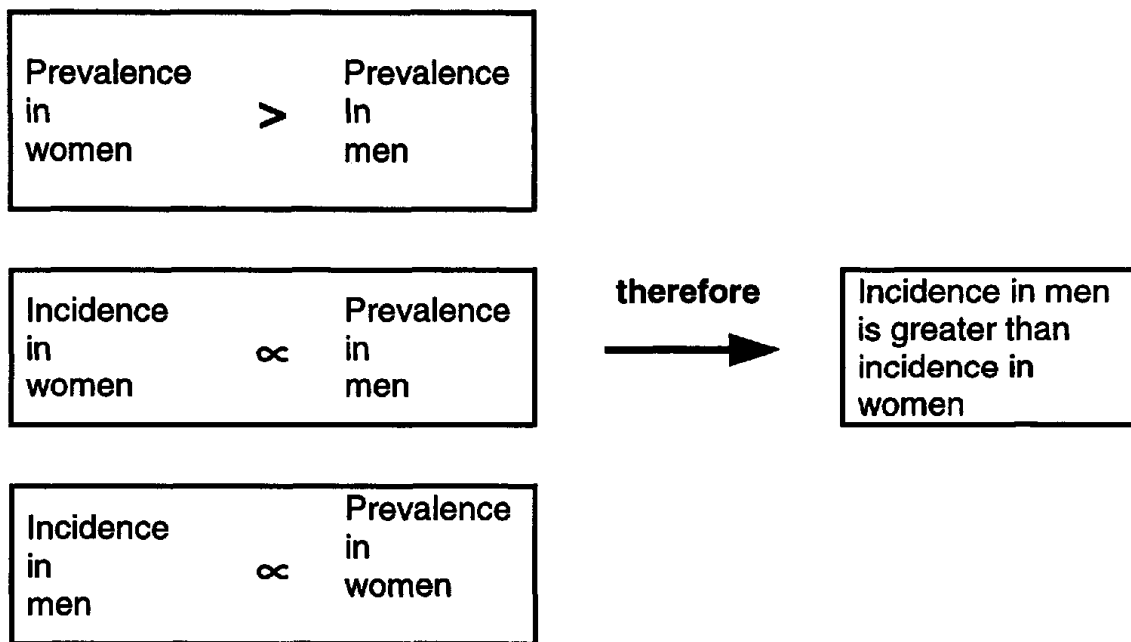 Prevalence
in
women
>
Prevalence
In
men
Incidence
in
women
∝
Prevalence
in
men
therefore
Incidence in men
is greater than
incidence in
women
Incidence
in
men
∝
Prevalence
in
women